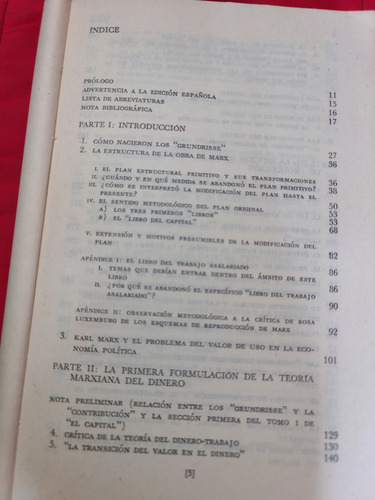 INDICE
PRÓLOGO 11
ADVERTENCIA A LA EDICIÓN ESPAÑOLA 15
LISTA DE ABREVIATURAS 16
NOTA BIBLIOGRÁFICA 17
PARTE I: INTRODUCCIÓN
1. CÓMO NACIERON LOS "GRUNDRISSE" 27
2. LA ESTRUCTURA DE LA OBRA DE MARX 36
I. EL PLAN ESTRUCTURAL PRIMITIVO Y SUS TRANSFORMACIONES 36
II. ¿CUÁNDO Y EN QUÉ MEDIDA SE ABANDONÓ EL PLAN PRIMITIVO? 38
III. ¿CÓMO SE INTERPRETÓ LA MODIFICACIÓN DEL PLAN HASTA EL
PRESENTE? 50
IV. EL SENTIDO METODOLÓGICO DEL PLAN ORIGINAL 53
A) LOS TRES PRIMEROS "LIBROS" 53
B) EL "LIBRO DEL CAPITAL" 68
V. EXTENSIÓN Y MOTIVOS PRESUMIBLES DE LA MODIFICACIÓN DEL
PLAN 82
APÉNDICE I: EL LIBRO DEL TRABAJO ASALARIADO 86
I. TEMAS QUE DEBÍAN ENTRAR DENTRO DEL ÁMBITO DE ESTE
LIBRO 86
II. ¿POR QUÉ SE ABANDONÓ EL ESPECÍFICO "LIBRO DEL TRABAJO
ASALARIADO"? 90
APÉNDICE II: OBSERVACIÓN METODOLÓGICA A LA CRÍTICA DE ROSA
LUXEMBURG DE LOS ESQUEMAS DE REPRODUCCIÓN DE MARX 92
3. KARL MARX Y EL PROBLEMA DEL VALOR DE USO EN LA ECO-
NOMÍA POLÍTICA 101
PARTE II: LA PRIMERA FORMULACIÓN DE LA TEORÍA
MARXIANA DEL DINERO
NOTA PRELIMINAR (RELACIÓN ENTRE LOS "GRUNDRISSE" Y LA
"CONTRIBUCIÓN" Y LA SECCIÓN PRIMERA DEL TOMO I DE
"EL CAPITAL") 129
4. CRÍTICA DE LA TEORÍA DEL DINERO-TRABAJO 130
5. "LA TRANSICIÓN DEL VALOR EN EL DINERO" 140
[5]